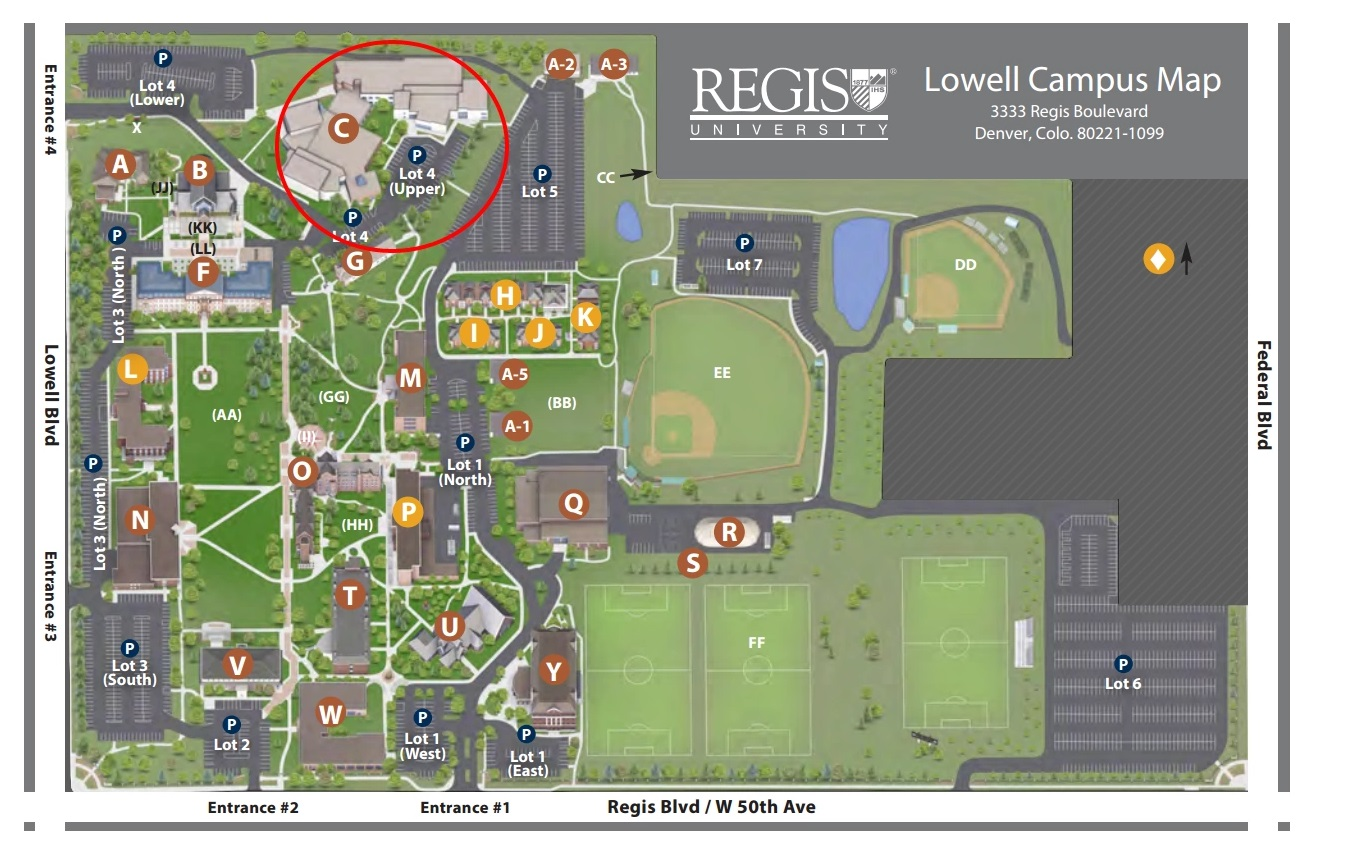 REGIS
1877
IHS
®
UNIVERSITY
Lowell Campus Map
3333 Regis Boulevard
Denver, Colo. 80221-1099
Entrance #4
Lowell Blvd
Entrance #3
Federal Blvd
P
Lot 4
(Lower)
X
A
(JJ)
B
(KK)
(LL)
F
P
Lot 3 (North )
C
P
Lot 4
(Upper)
P
Lot 4
G
A-2
A-3
P
Lot 5
CC
P
Lot 7
DD
H
I
J
K
L
(AA)
(GG)
(II)
M
A-5
A-1
(BB)
EE
P
Lot 1
(North)
P
Lot 3 (North)
N
O
(HH)
P
Q
R
S
T
U
V
W
Y
FF
P
Lot 3
(South)
P
Lot 2
P
Lot 1
(West)
P
Lot 1
(East)
P
Lot 6
Entrance #2
Entrance #1
Regis Blvd / W 50th Ave